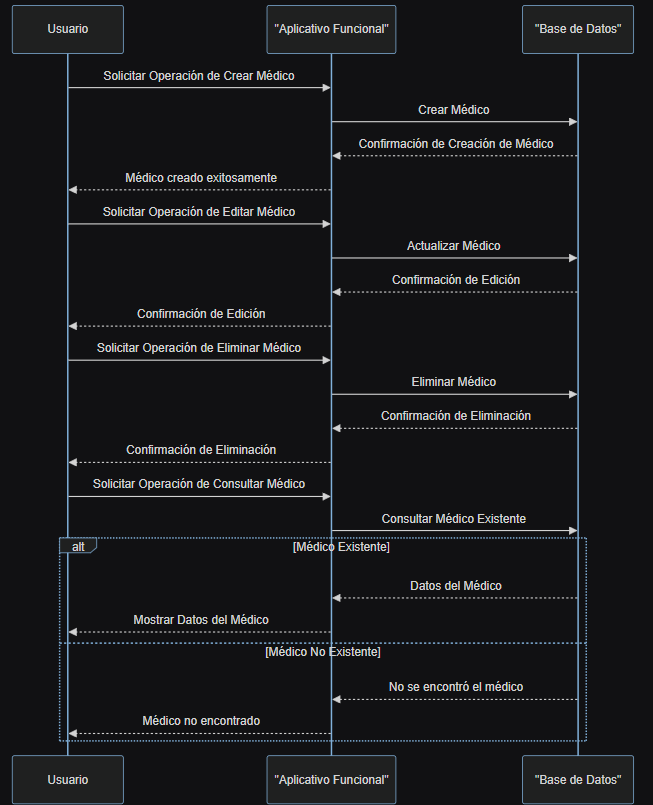 Usuario
"Aplicativo Funcional"
"Base de Datos"
Solicitar Operación de Crear Médico
Crear Médico
Confirmación de Creación de Médico
Médico creado exitosamente
Solicitar Operación de Editar Médico
Actualizar Médico
Confirmación de Edición
Confirmación de Edición
Solicitar Operación de Eliminar Médico
Eliminar Médico
Confirmación de Eliminación
Confirmación de Eliminación
Solicitar Operación de Consultar Médico
Consultar Médico Existente
alt
[Médico Existente]
Datos del Médico
Mostrar Datos del Médico
[Médico No Existente]
No se encontró el médico
Médico no encontrado
Usuario
"Aplicativo Funcional"
"Base de Datos"